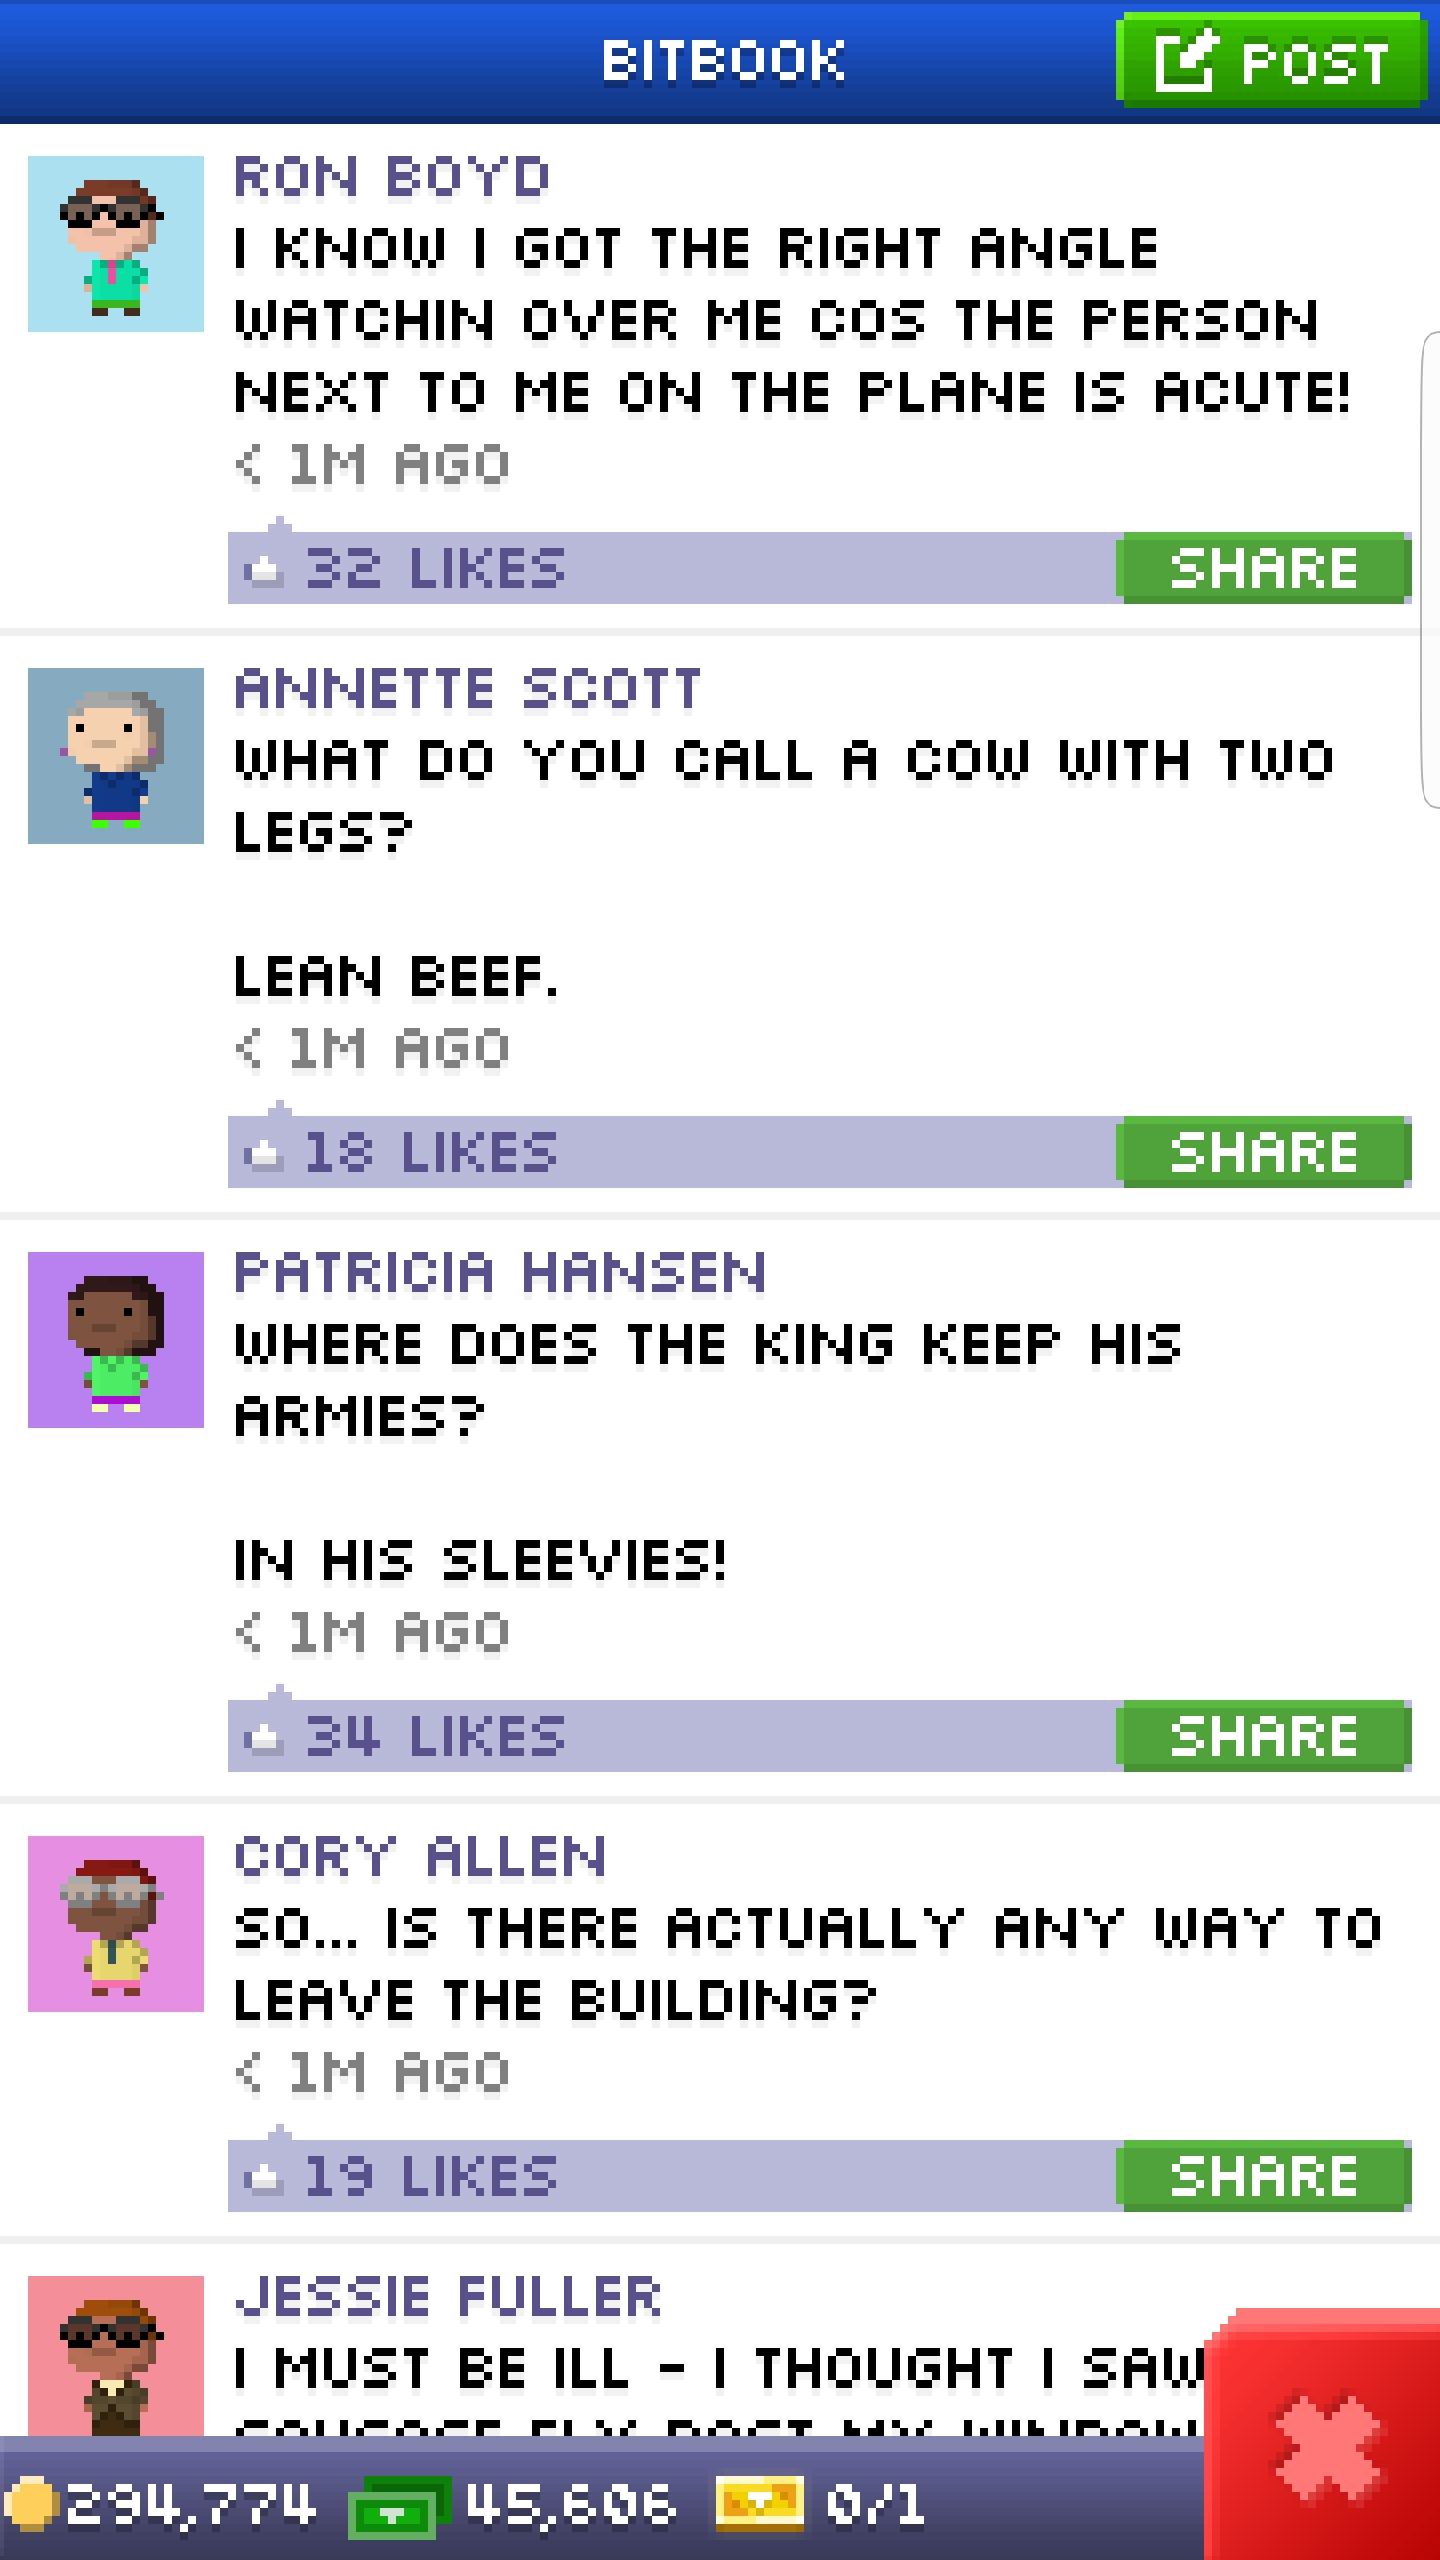 BITBOOK
POST
RON BOYD
I KNOW I GOT THE RIGHT ANGLE
WATCHIN OVER ME COS THE PERSON
NEXT TO ME ON THE PLANE IS ACUTE!
< 1M AGO
32 LIKES
SHARE
ANNETTE SCOTT
WHAT DO YOU CALL A COW WITH TWO
LEGS?
LEAN BEEF.
< 1M AGO
18 LIKES
SHARE
PATRICIA HANSEN
WHERE DOES THE KING KEEP HIS
ARMIES?
IN HIS SLEEVIES!
< 1M AGO
34 LIKES
SHARE
CORY ALLEN
SO... IS THERE ACTUALLY ANY WAY TO
LEAVE THE BUILDING?
< 1M AGO
19 LIKES
SHARE
JESSIE FULLER
I MUST BE ILL - I THOUGHT I SAW
FLY PAST MY WINDOW
294,774
45,606
0/1